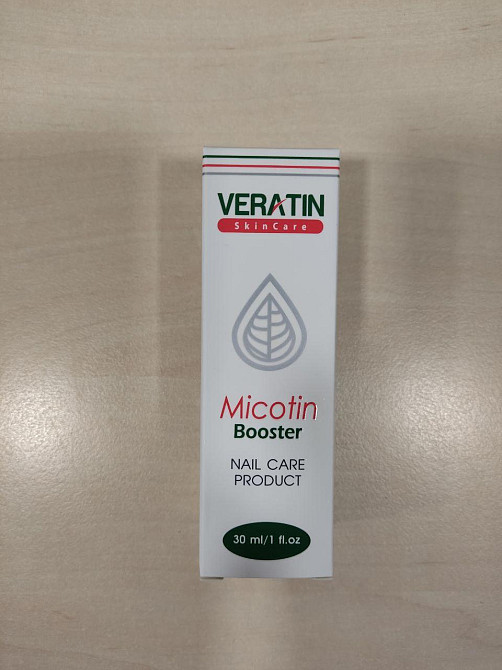 VERATIN
SkinCare
Micotin
Booster
NAIL CARE
PRODUCT
30 ml/1 fl.oz